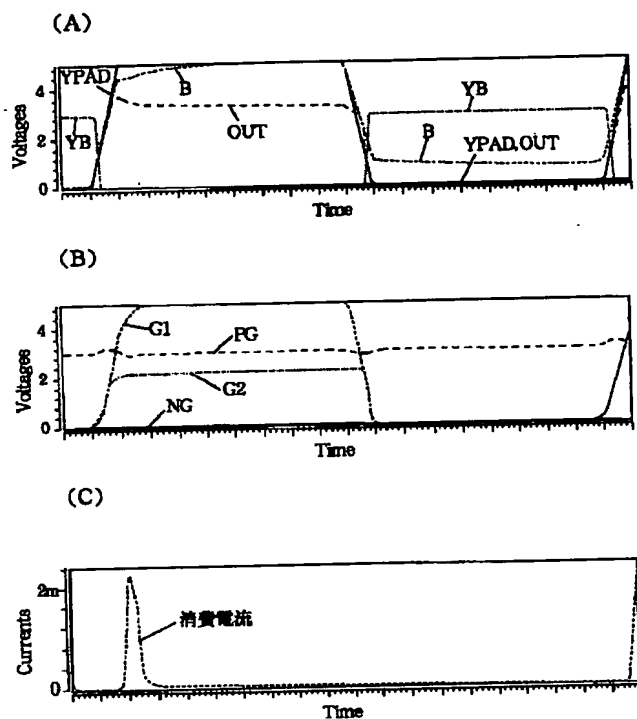 (A)
4
YPAD
B
YB
Voltages
2
YB
OUT
B
YPAD,OUT
0
Time
(B)
4
G1
PG
Voltages
2
G2
NG
0
Time
(C)
2m
Currents
消費電流
0
Time